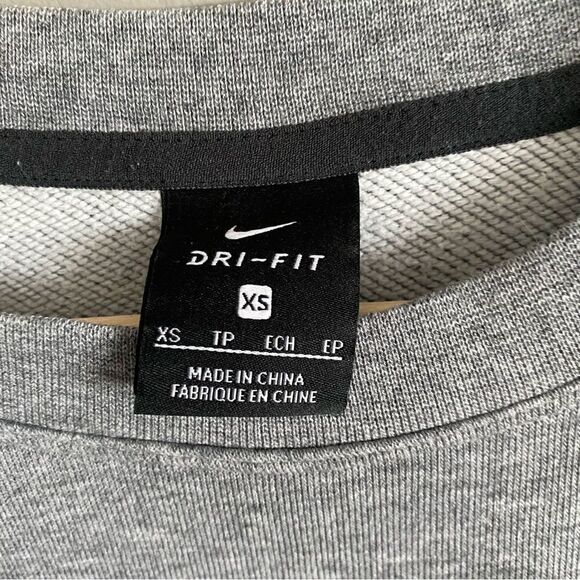 DRI-FIT
XS
XS TP ECH EP
MADE IN CHINA
FABRIQUE EN CHINE